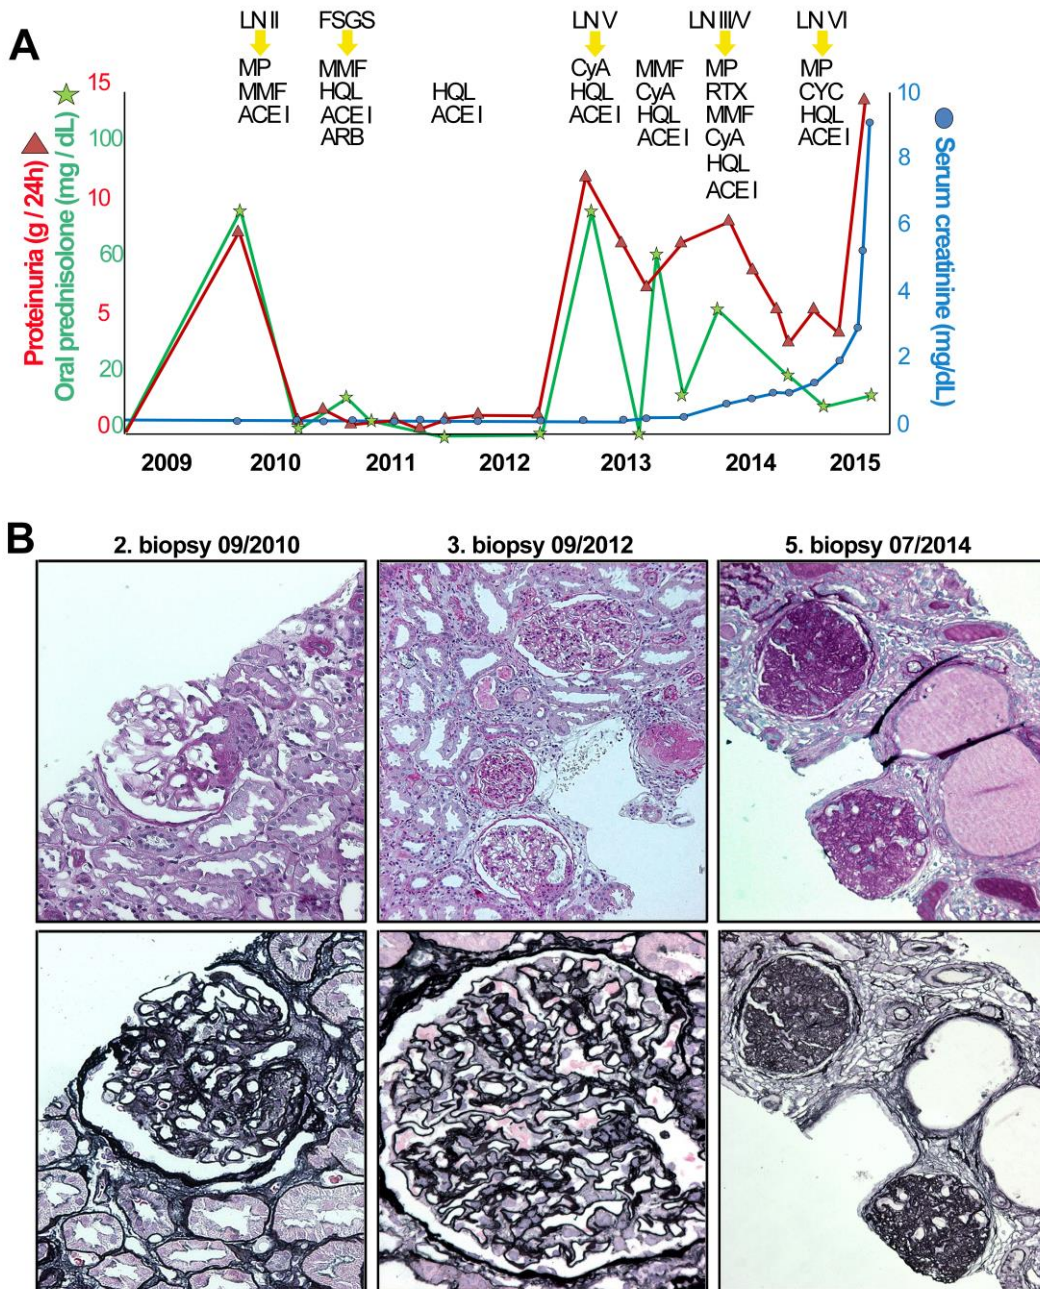 A
LN II
FSGS
LN V
LN III/V
LN VI
MP
MMF
ACE I
MMF
HQL
ACE I
ARB
HQL
ACE I
CyA
HQL
ACE I
MMF
CyA
HQL
ACE I
MP
RTX
MMF
CyA
HQL
ACE I
MP
CYC
HQL
ACE I
Proteinuria (g / 24h)
Oral prednisolone (mg / dL)
15
100
10
60
5
20
0
0
10
8
6
4
2
0
Serum creatinine (mg/dL)
2009
2010
2011
2012
2013
2014
2015
B
2. biopsy 09/2010
3. biopsy 09/2012
5. biopsy 07/2014